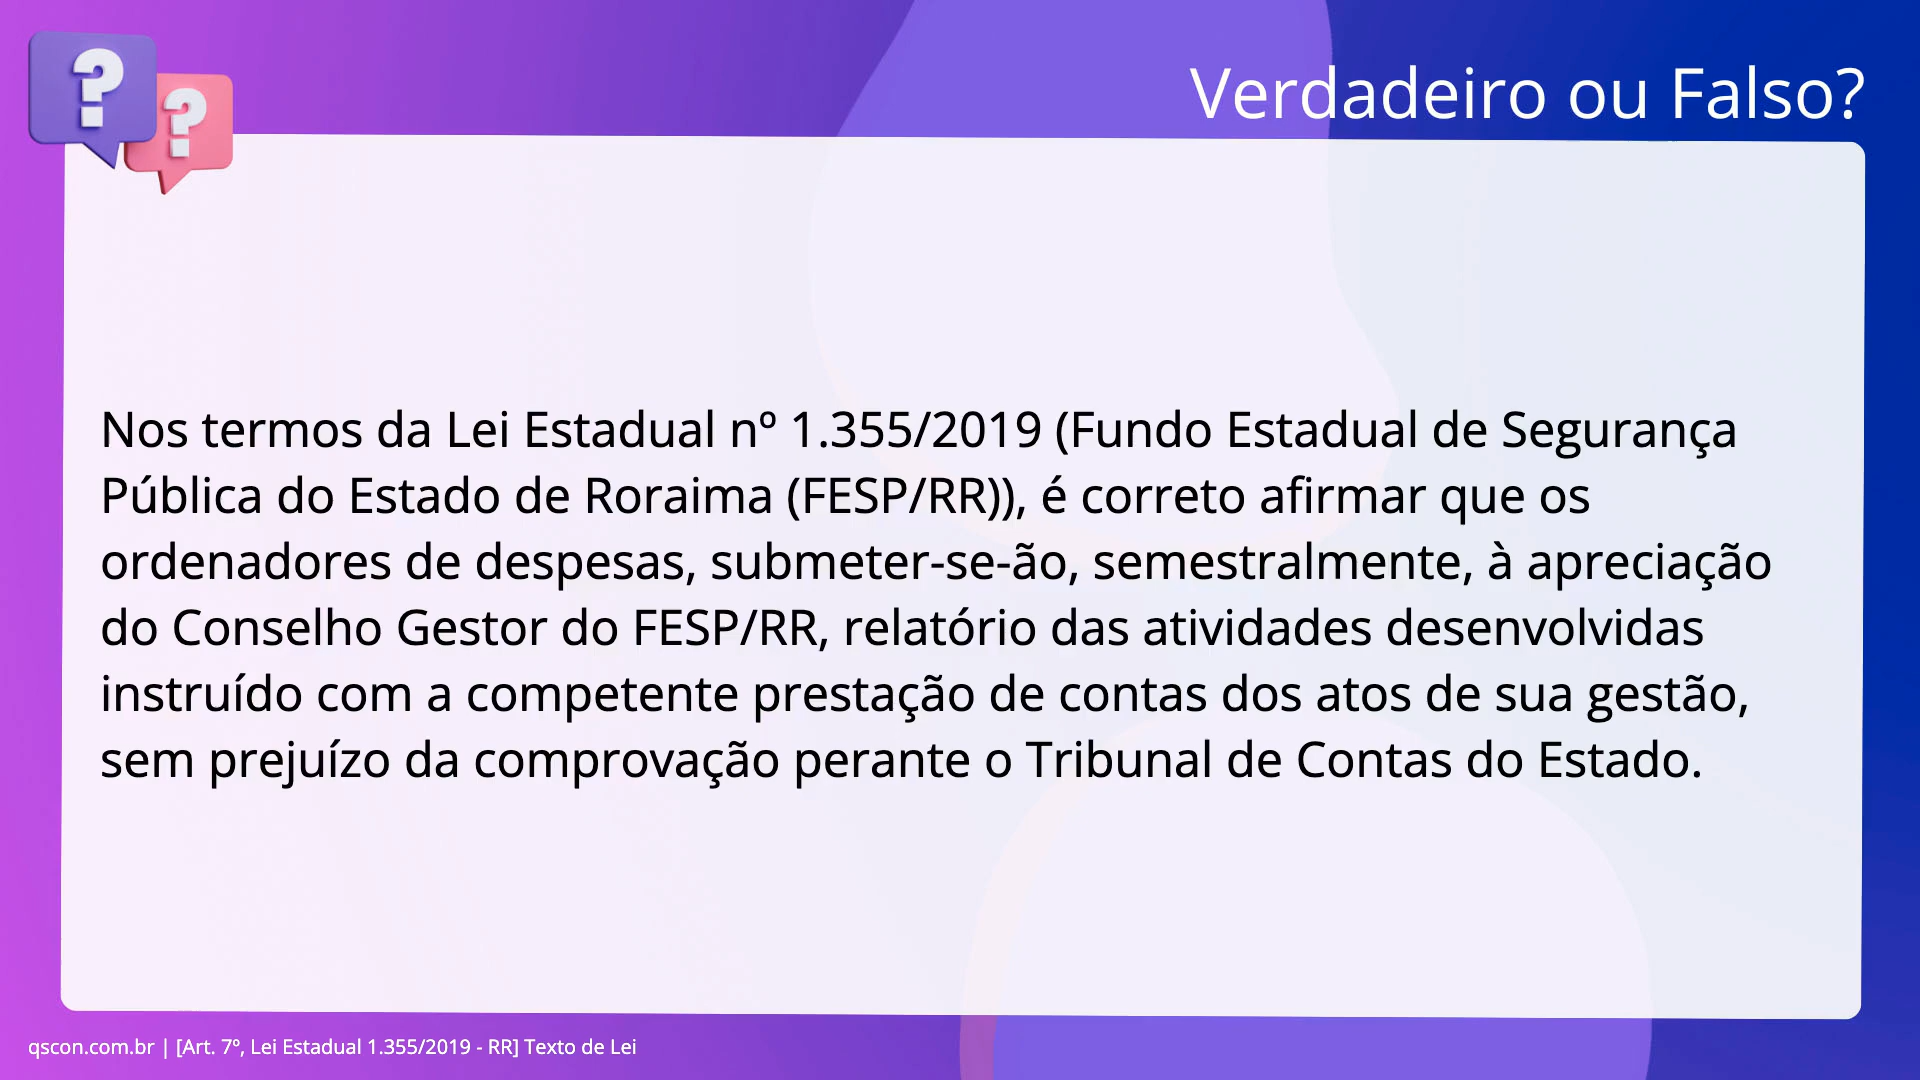 ? ?
Verdadeiro ou Falso?
Nos termos da Lei Estadual nº 1.355/2019 (Fundo Estadual de Segurança
Pública do Estado de Roraima (FESP/RR)), é correto afirmar que os
ordenadores de despesas, submeter-se-ão, semestralmente, à apreciação
do Conselho Gestor do FESP/RR, relatório das atividades desenvolvidas
instruído com a competente prestação de contas dos atos de sua gestão,
sem prejuízo da comprovação perante o Tribunal de Contas do Estado.
qscon.com.br | [Art. 7º, Lei Estadual 1.355/2019 - RR] Texto de Lei